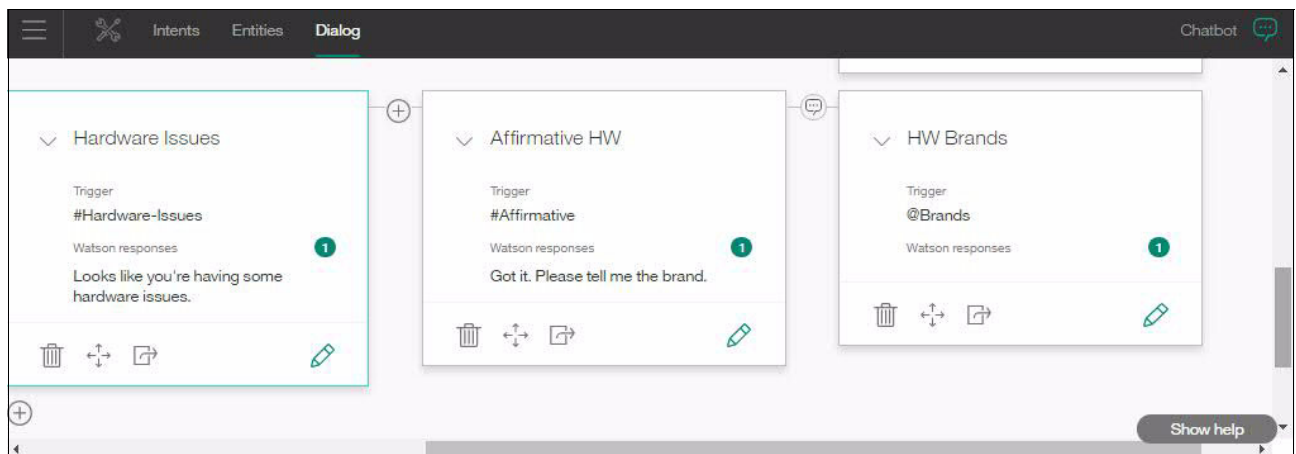 Intents Entities Dialog Chatbot
Hardware Issues
Trigger
#Hardware-Issues
Watson responses
1
Looks like you're having some
hardware issues.
Affirmative HW
Trigger
#Affirmative
Watson responses
1
Got it. Please tell me the brand.
HW Brands
Trigger
@Brands
Watson responses
1
Show help